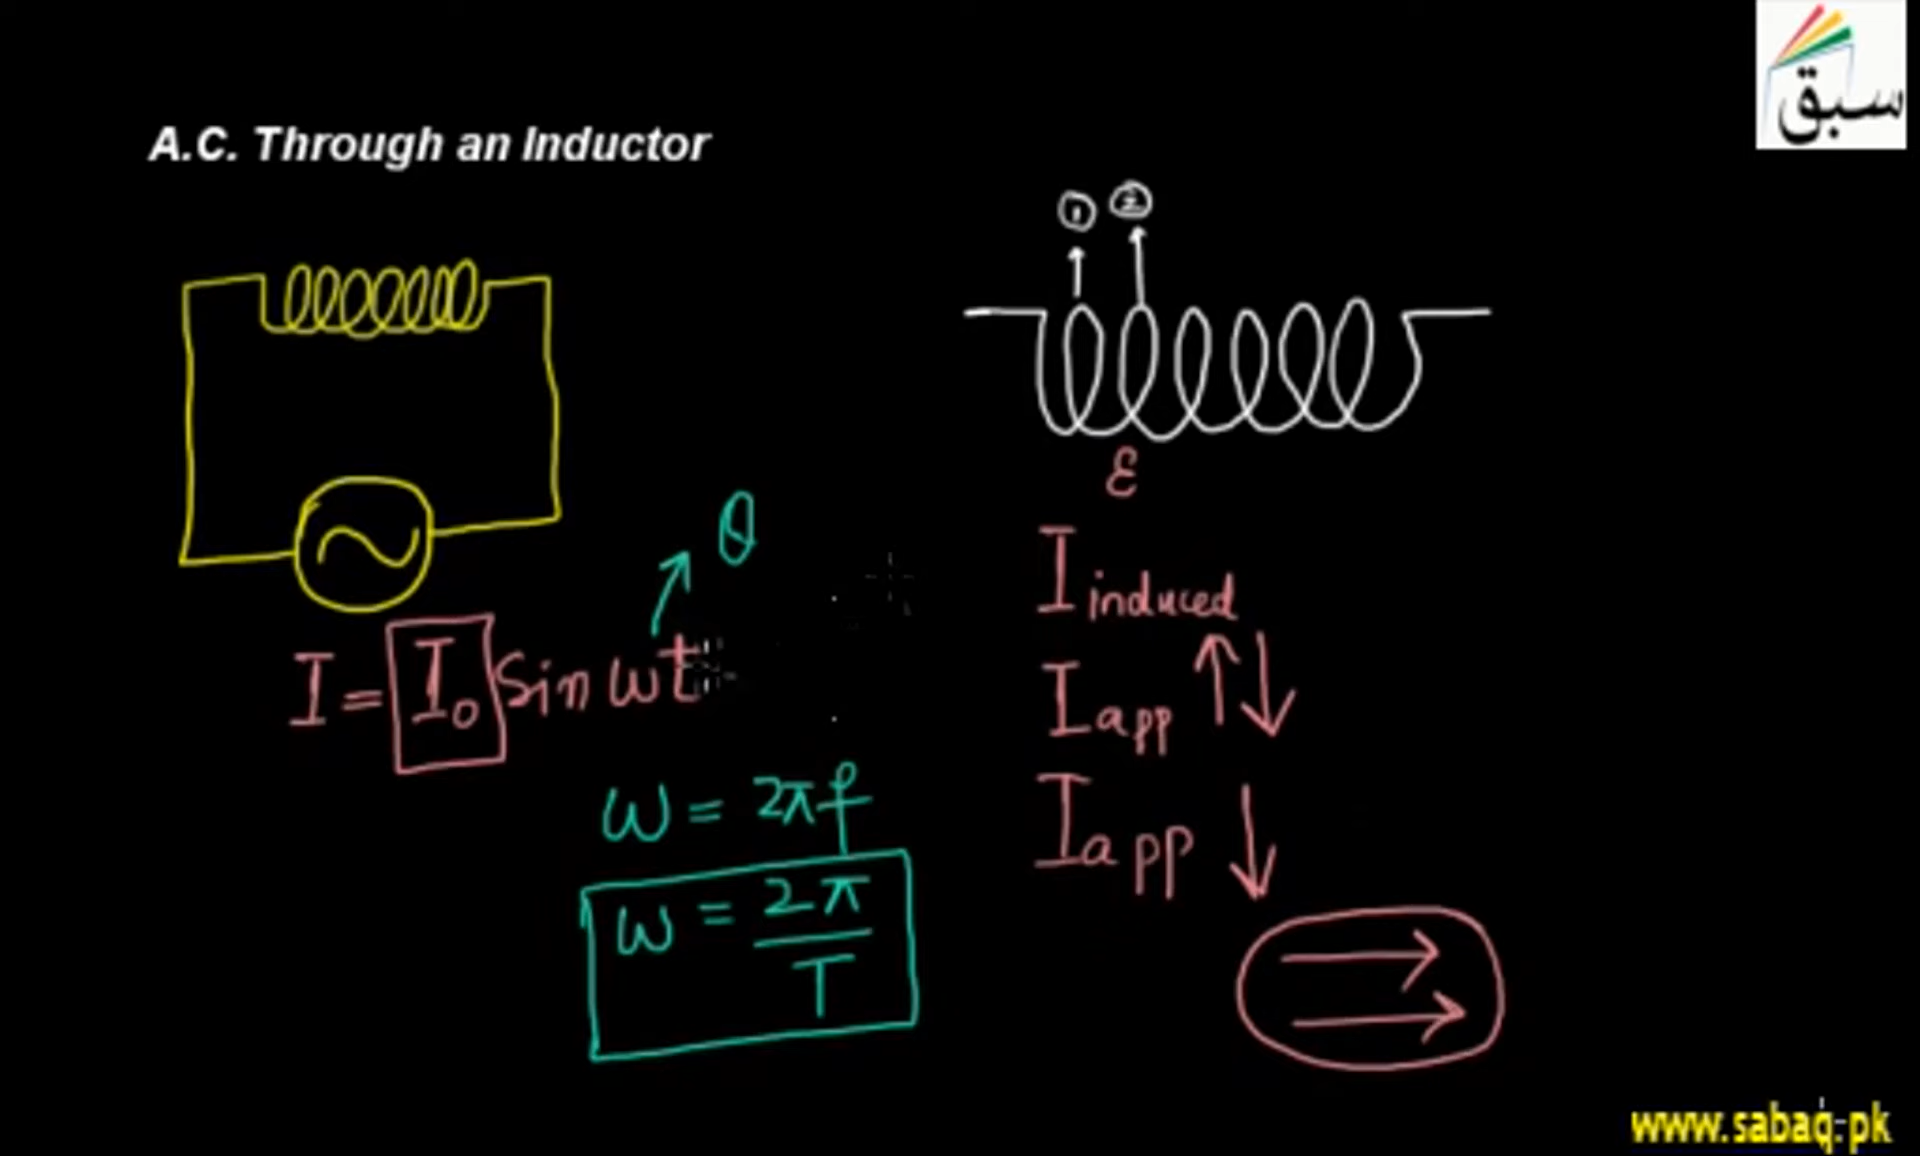 سبق
A.C. Through an Inductor
① ②
ε
θ
I = I₀ Sin ωt
ω = 2πf
ω = 2π/T
I induced
I app ↑↓
I app ↓
www.sabaq.pk